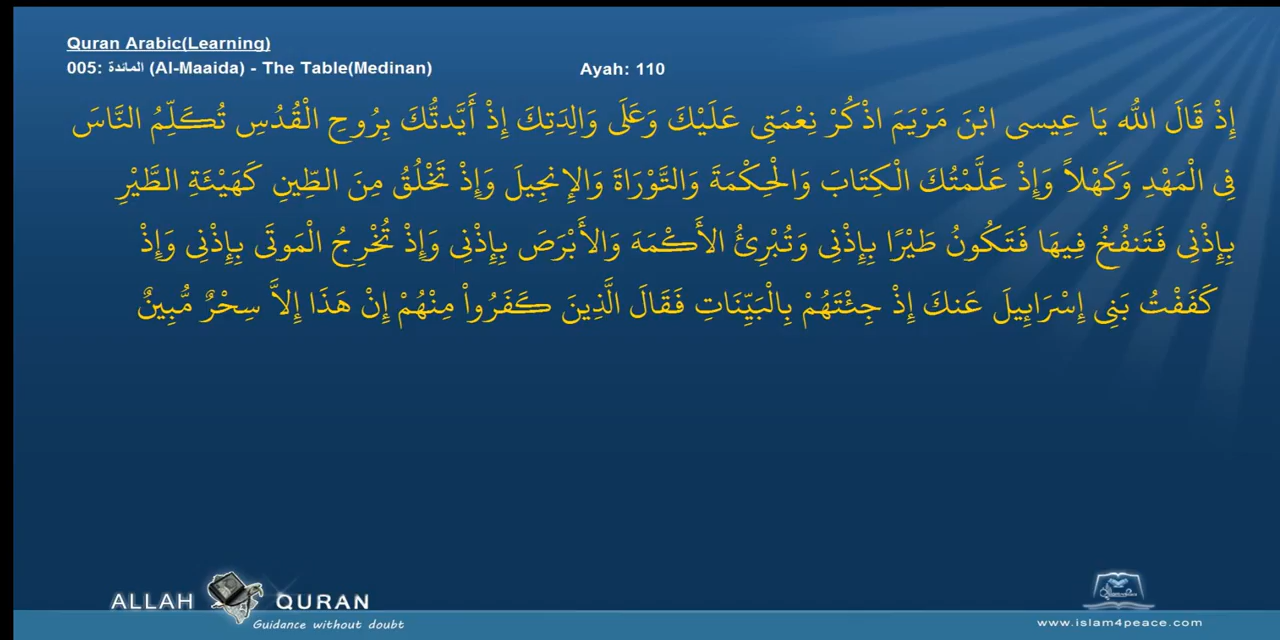 Quran Arabic(Learning)
005: المائدة (Al-Maaida) - The Table(Medinan)
Ayah: 110
إِذْ قَالَ اللّه يَا عِيسى ابْنَ مَرْيَمَ اذْكُرْ نِعْمَتِي عَلَيْكَ وَعَلَى وَالِدَتِكَ إِذْ أَيَّدتُّكَ بِرُوحِ الْقُدُسِ تُكَلِّمُ النَّاسَ
فِي الْمَهْدِ وَكَهْلاً وَإِذْ عَلَّمْتُكَ الْكِتَابَ وَالْحِكْمَةَ وَالتَّوْرَاةَ وَالإِنجِيلَ وَإِذْ تَخْلُقُ مِنَ الطِّينِ كَهَيْئَةِ الطَّيْرِ
بِإِذْنِي فَتَنفُخُ فِيهَا فَتَكُونُ طَيْرًا بِإِذْنِي وَتُبْرِئُ الأَكْمَهَ وَالأَبْرَصَ بِإِذْنِي وَإِذْ تُخْرِجُ الْمَوتَى بِإِذْنِي وَإِذْ
كَفَفْتُ بَنِي إِسْرَائِيلَ عَنكَ إِذْ جِئْتَهُمْ بِالْبَيِّنَاتِ فَقَالَ الَّذِينَ كَفَرُواْ مِنْهُمْ إِنْ هَذَا إِلاَّ سِحْرٌ مُّبِينٌ
ALLAH QURAN
Guidance without doubt
www.islam4peace.com